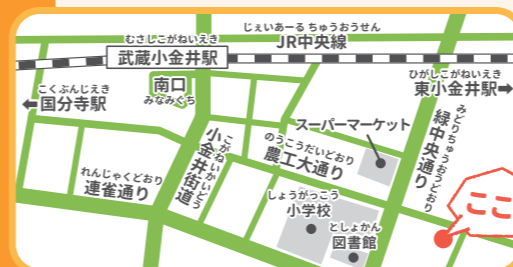 じぇいあーる ちゅうおうせん
JR中央線
むさしこがねいえき
武蔵小金井駅
ひがしこがねいえき
東小金井駅➡
こくぶんじえき
⬅国分寺駅
南口
みなみぐち
スーパーマーケット
のうこうだいどおり
農工大通り
みどりちゅうおうどおり
緑中央通り
こがねいかいどう
小金井街道
れんじゃくどおり
連雀通り
しょうがっこう
小学校
としょかん
図書館
ここ